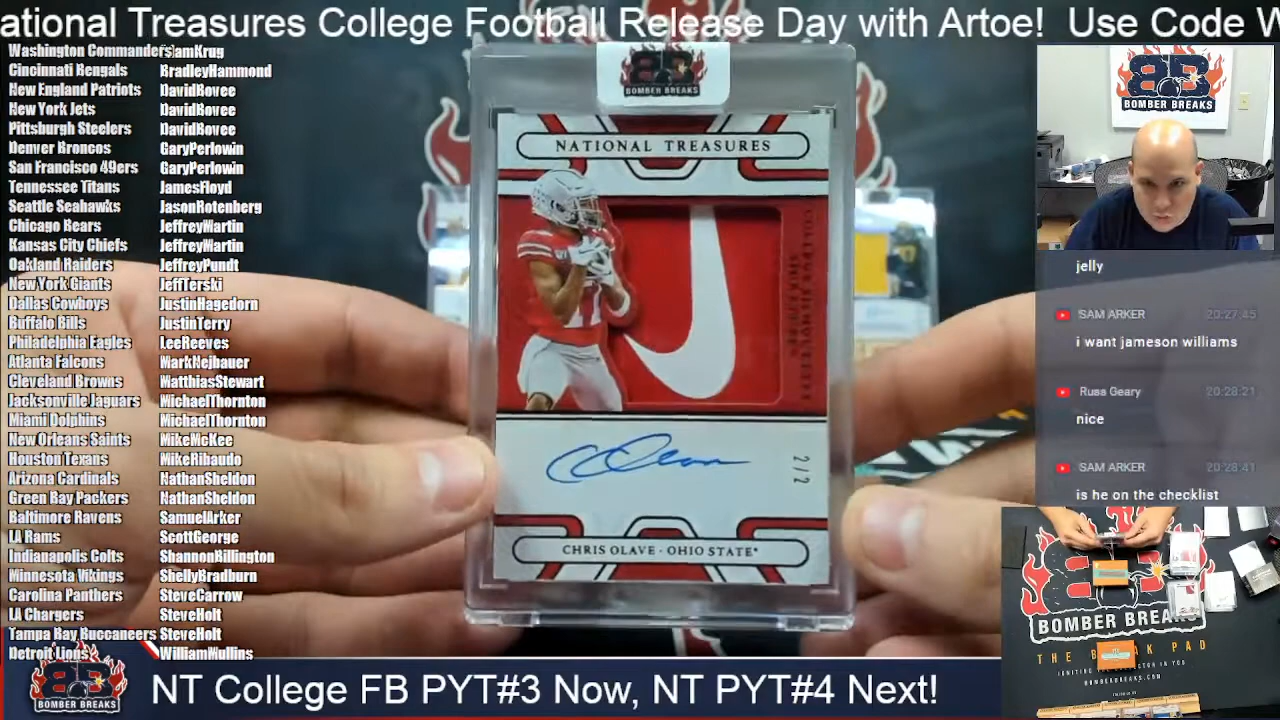 ational Treasures College Football Release Day with Artoe! Use Code W
Washington Commanders SamKrug
Cincinnati Bengals BradleyHammond
New England Patriots DavidBovee
New York Jets DavidBovee
Pittsburgh Steelers DavidBovee
Denver Broncos GaryPerlowin
San Francisco 49ers GaryPerlowin
Tennessee Titans JamesFloyd
Seattle Seahawks JasonRotenberg
Chicago Bears JeffreyWartin
Kansas City Chiefs JeffreyWartin
Oakland Raiders JeffreyPundt
New York Giants JeffTerski
Dallas Cowboys JustinHagedorn
Buffalo Bills JustinTerry
Philadelphia Eagles LeeReeves
Atlanta Falcons MarkNejbauer
Cleveland Browns MatthiasStewart
Jacksonville Jaguars MichaelThornton
Miami Dolphins MichaelThornton
New Orleans Saints MikeMcKee
Houston Texans MikeRibaudo
Arizona Cardinals NathanSheldon
Green Bay Packers NathanSheldon
Baltimore Ravens SamuelArker
LA Rams ScottGeorge
Indianapolis Colts ShannonBillington
Minnesota Vikings ShellyBradburn
Carolina Panthers SteveCarrow
LA Chargers SteveHolt
Tampa Bay Buccaneers SteveHolt
Detroit Lions WilliamMullins
BOMBER BREAKS
NATIONAL TREASURES
2/2
CHRIS OLAVE · OHIO STATE
BOMBER BREAKS
jelly
SAM ARKER 20:27:45
i want jameson williams
Russ Geary 20:28:21
nice
SAM ARKER 20:28:41
is he on the checklist
BOMBER BREAKS
BOMBERBREAKS.COM
BOMBER BREAKS
NT College FB PYT#3 Now, NT PYT#4 Next!